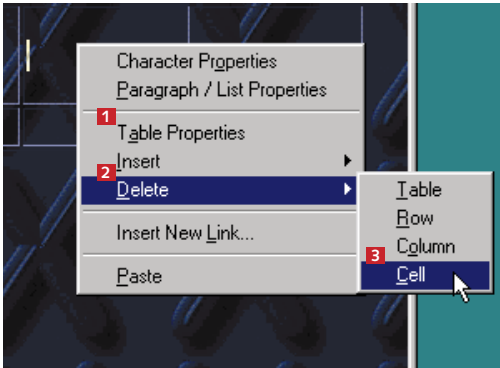 Character Properties
Paragraph / List Properties
1
Table Properties
Insert
2
Delete
Table
Row
Insert New Link...
Column
3
Cell
Paste